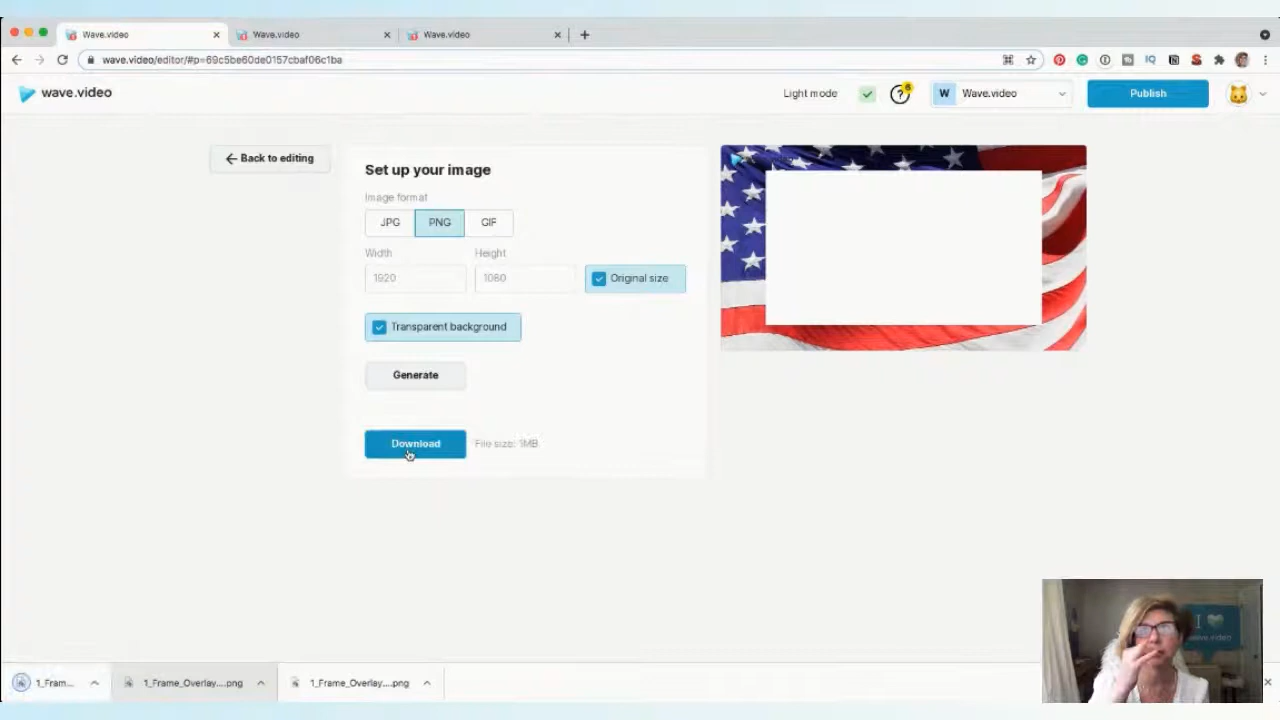 Wave.video
Wave.video
Wave.video
wave.video/editor/#p=69c5be60de0157cbaf06c1ba
wave.video
Light mode
W Wave.video
Publish
Back to editing
Set up your image
Image format
JPG PNG GIF
Width Height
1920 1080 Original size
Transparent background
Generate
Download File size: 1MB
I
wave.video
1_Fram... 1_Frame_Overlay....png 1_Frame_Overlay....png